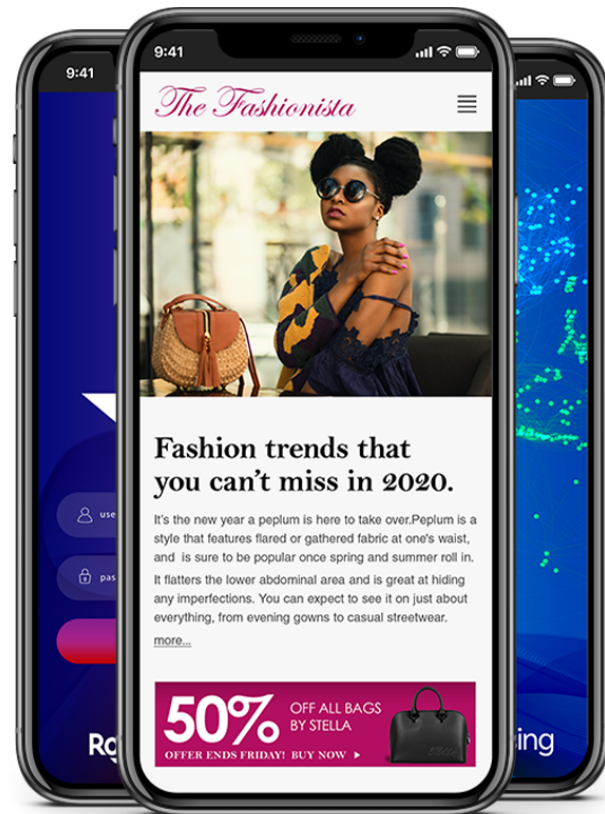 9:41
9:41
The Fashionista
Fashion trends that
you can't miss in 2020.
It's the new year a peplum is here to take over.Peplum is a
style that features flared or gathered fabric at one's waist,
and is sure to be popular once spring and summer roll in.
It flatters the lower abdominal area and is great at hiding
any imperfections. You can expect to see it on just about
everything, from evening gowns to casual streetwear.
more...
50% OFF ALL BAGS
BY STELLA
OFFER ENDS FRIDAY! BUY NOW
use
pas
Ro
ing